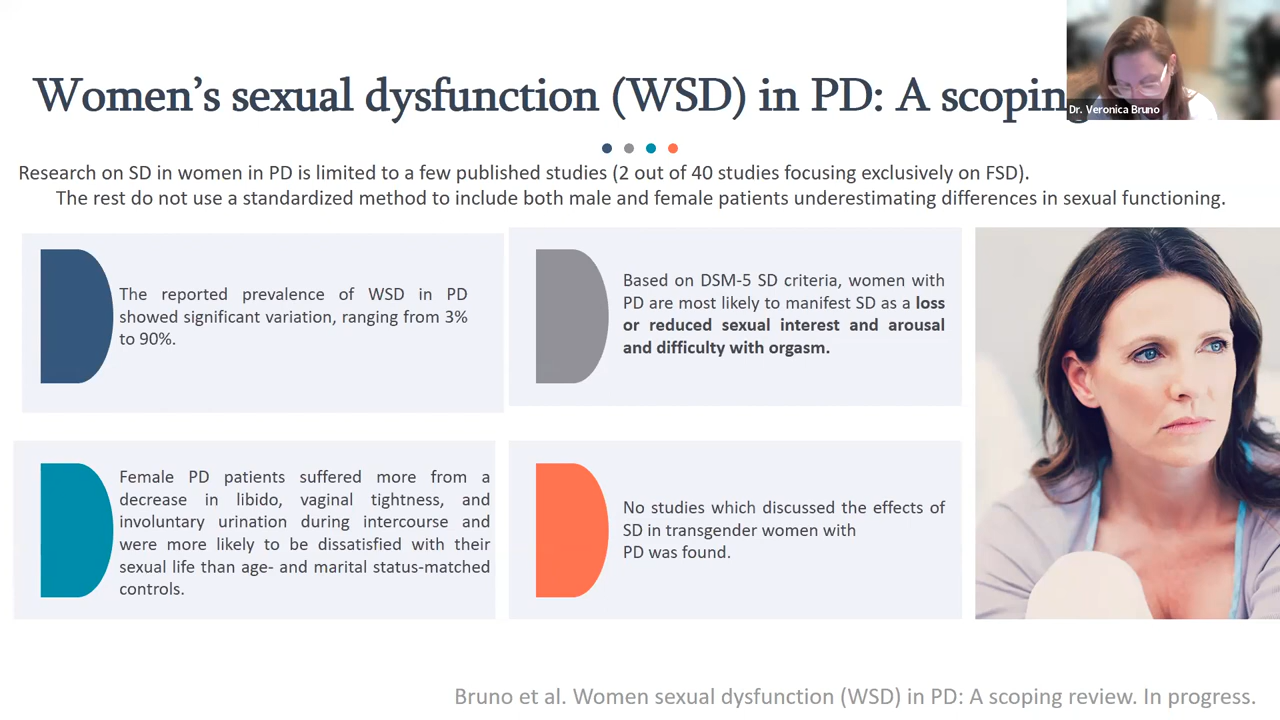 Women’s sexual dysfunction (WSD) in PD: A scoping
Dr. Veronica Bruno
Research on SD in women in PD is limited to a few published studies (2 out of 40 studies focusing exclusively on FSD).
The rest do not use a standardized method to include both male and female patients underestimating differences in sexual functioning.
The reported prevalence of WSD in PD
showed significant variation, ranging from 3%
to 90%.
Based on DSM-5 SD criteria, women with
PD are most likely to manifest SD as a loss
or reduced sexual interest and arousal
and difficulty with orgasm.
Female PD patients suffered more from a
decrease in libido, vaginal tightness, and
involuntary urination during intercourse and
were more likely to be dissatisfied with their
sexual life than age- and marital status-matched
controls.
No studies which discussed the effects of
SD in transgender women with
PD was found.
Bruno et al. Women sexual dysfunction (WSD) in PD: A scoping review. In progress.